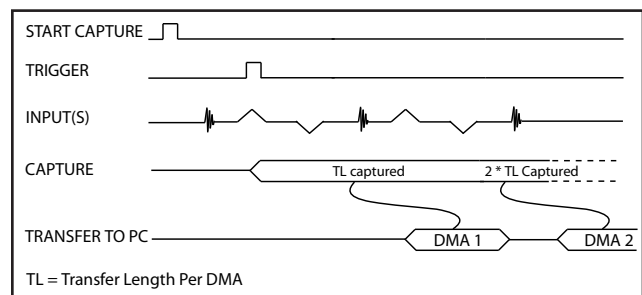 START CAPTURE
TRIGGER
INPUT(S)
CAPTURE
TL captured
2 * TL Captured
TRANSFER TO PC
DMA 1
DMA 2
TL = Transfer Length Per DMA